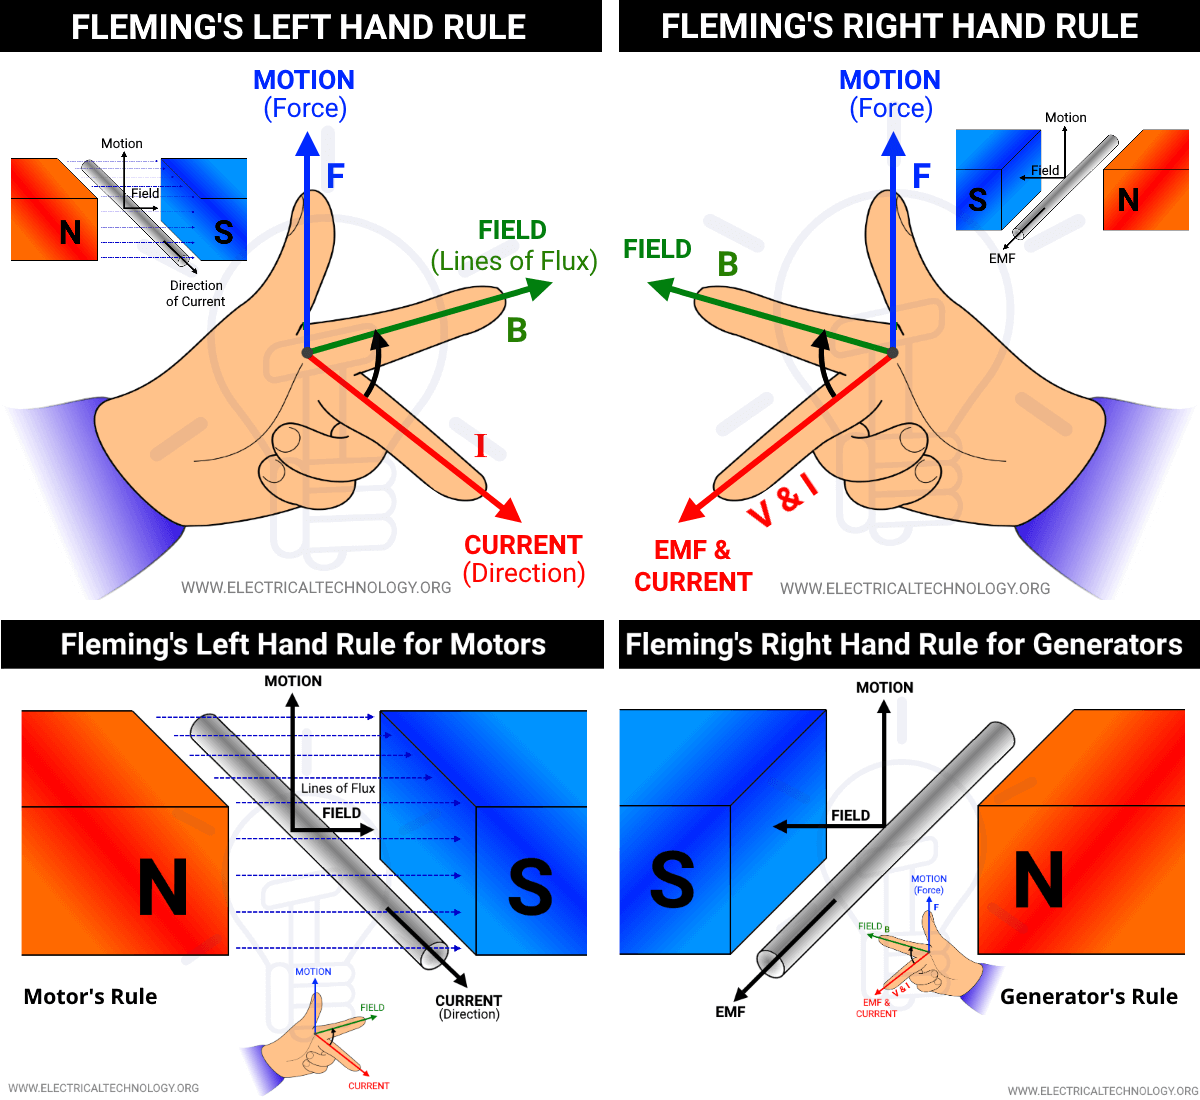 FLEMING'S LEFT HAND RULE
MOTION
(Force)
F
Motion
Field
N
S
Direction
of Current
FIELD
(Lines of Flux)
B
I
CURRENT
(Direction)
WWW.ELECTRICALTECHNOLOGY.ORG
FLEMING'S RIGHT HAND RULE
MOTION
(Force)
F
Motion
Field
S
N
EMF
FIELD
B
V & I
EMF &
CURRENT
WWW.ELECTRICALTECHNOLOGY.ORG
Fleming's Left Hand Rule for Motors
MOTION
Lines of Flux
FIELD
N
S
CURRENT
(Direction)
Motor's Rule
MOTION
FIELD
CURRENT
WWW.ELECTRICALTECHNOLOGY.ORG
Fleming's Right Hand Rule for Generators
MOTION
FIELD
S
N
EMF
MOTION
(Force)
F
FIELD B
V & I
EMF &
CURRENT
Generator's Rule
WWW.ELECTRICALTECHNOLOGY.ORG